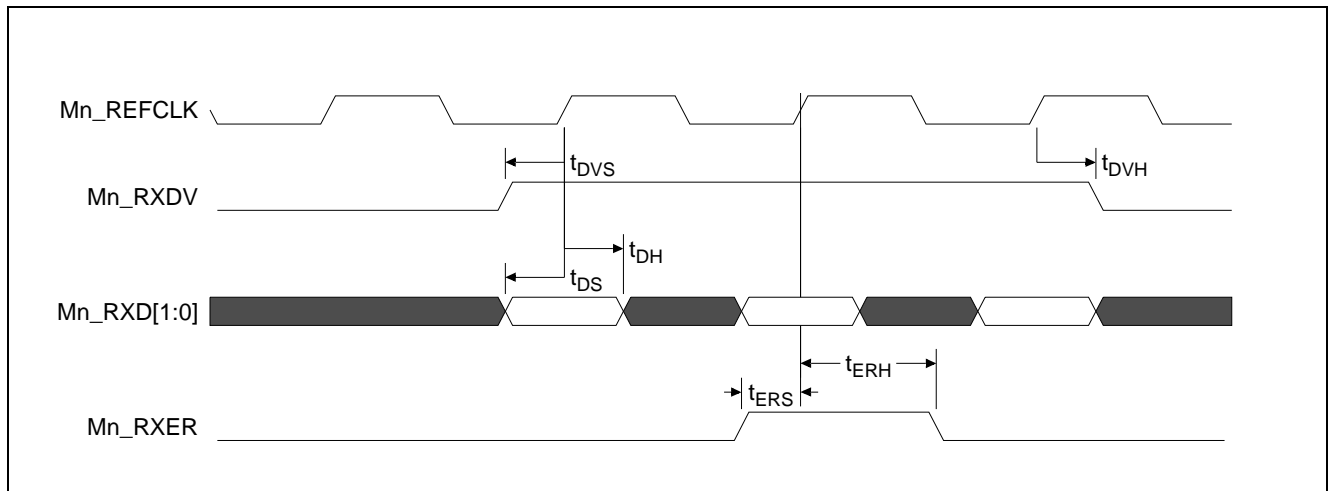 Mn_REFCLK
tDVS
tDVH
Mn_RXDV
tDH
tDS
Mn_RXD[1:0]
tERH
tERS
Mn_RXER